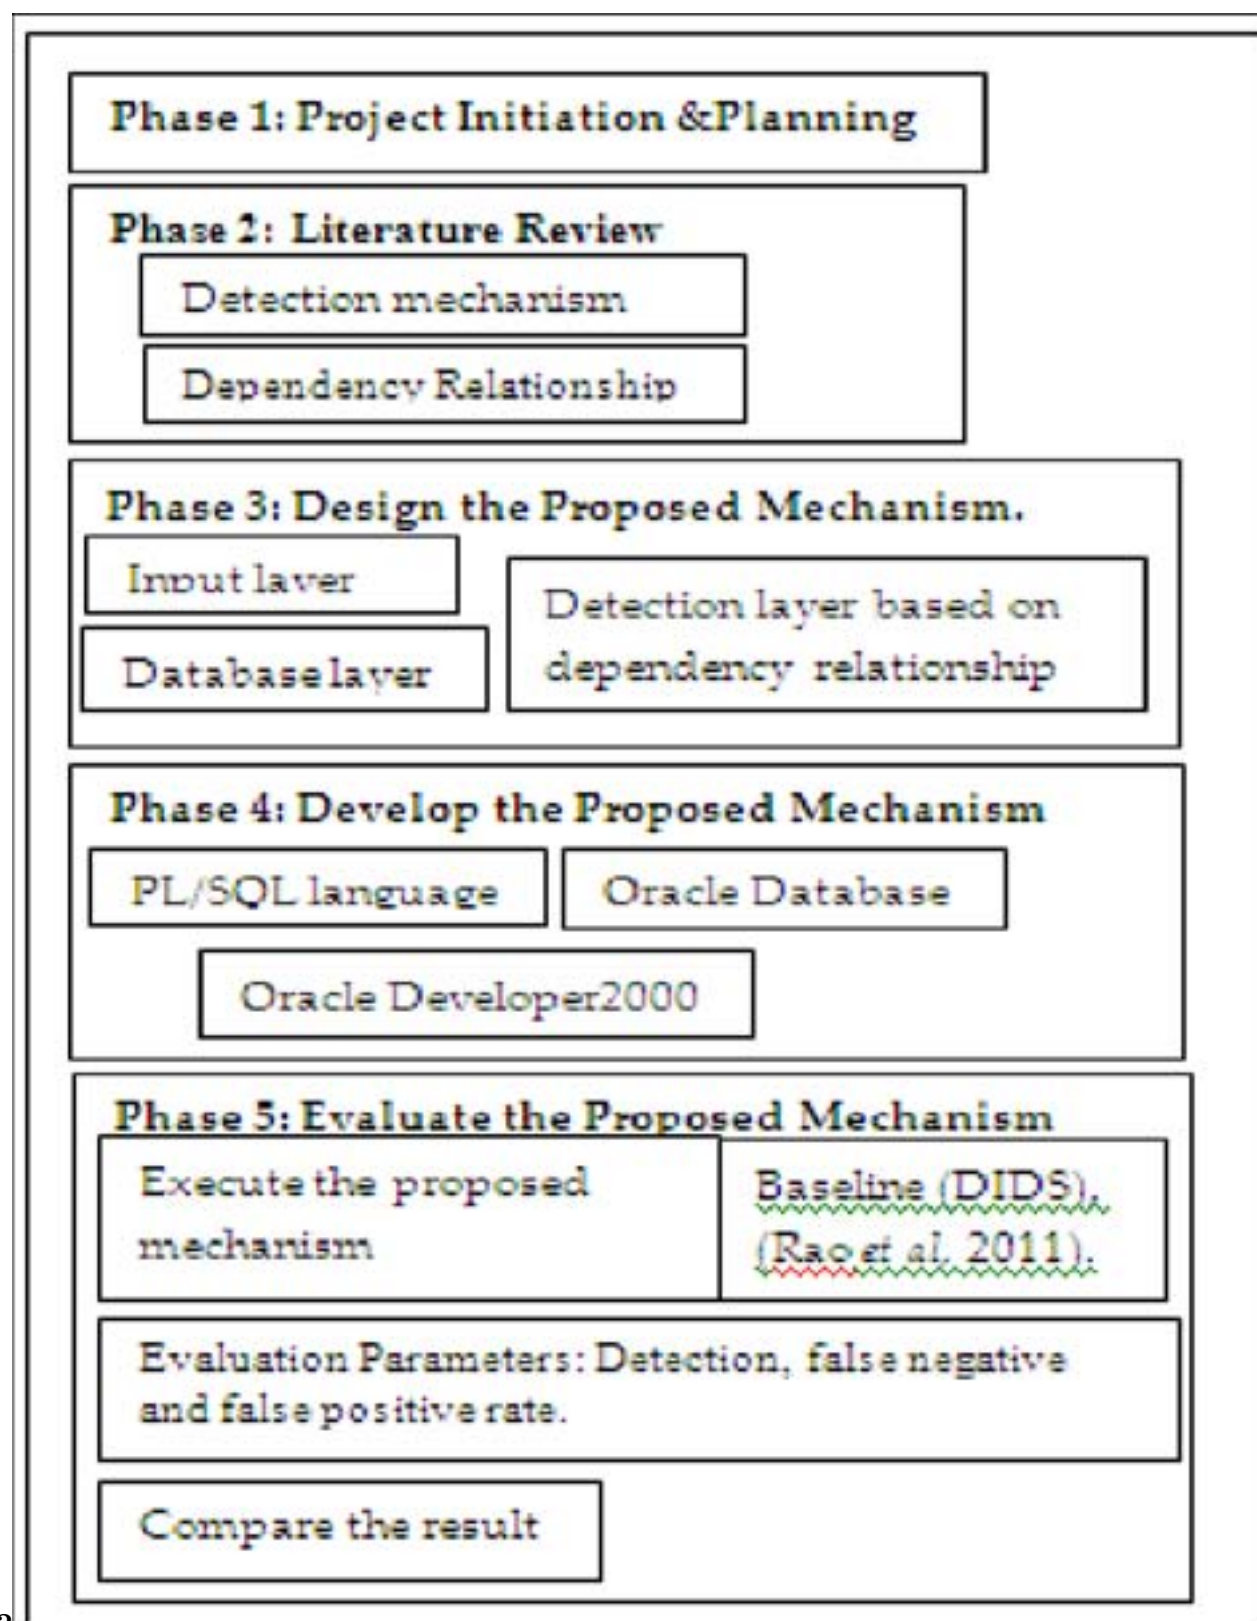 Phase 1: Project Initiation &Planning
Phase 2: Literature Review
Detection mechanism
Dependency Relationship
Phase 3: Design the Proposed Mechanism.
Input layer
Database layer
Detection layer based on
dependency relationship
Phase 4: Develop the Proposed Mechanism
PL/SQL language
Oracle Database
Oracle Developer2000
Phase 5: Evaluate the Proposed Mechanism
Execute the proposed
mechanism
Baseline (DIDS),
(Rao et al. 2011).
Evaluation Parameters: Detection, false negative
and false positive rate.
Compare the result